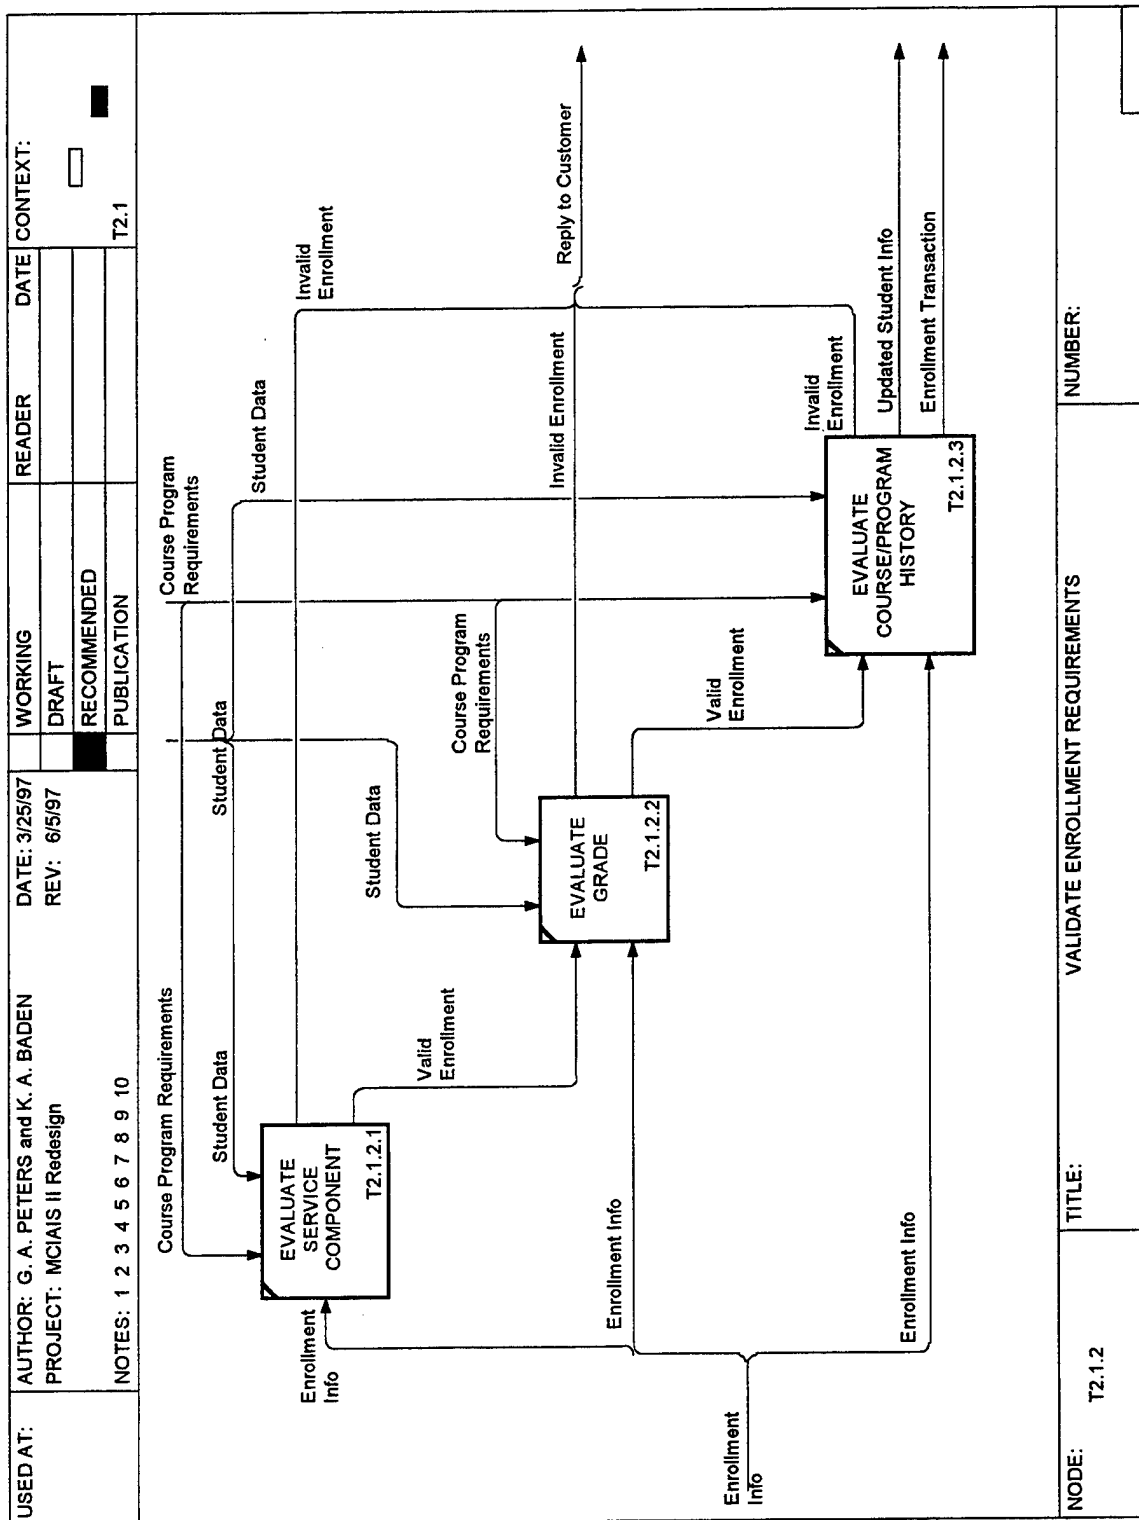 USED AT:
AUTHOR: G. A. PETERS and K. A. BADEN
DATE: 3/25/97
WORKING
READER
DATE
CONTEXT:
PROJECT: MCIAIS II Redesign
REV: 6/5/97
DRAFT
RECOMMENDED
NOTES: 1 2 3 4 5 6 7 8 9 10
PUBLICATION
T2.1
Course Program Requirements
Course Program
Requirements
Student Data
Student Data
Student Data
Enrollment
Info
EVALUATE
SERVICE
COMPONENT
T2.1.2.1
Invalid
Enrollment
Student Data
Valid
Enrollment
Course Program
Requirements
EVALUATE
GRADE
T2.1.2.2
Invalid Enrollment
Reply to Customer
Enrollment Info
Valid
Enrollment
Enrollment
Info
Invalid
Enrollment
EVALUATE
COURSE/PROGRAM
HISTORY
T2.1.2.3
Updated Student Info
Enrollment Info
Enrollment Transaction
NODE:
T2.1.2
TITLE:
VALIDATE ENROLLMENT REQUIREMENTS
NUMBER: